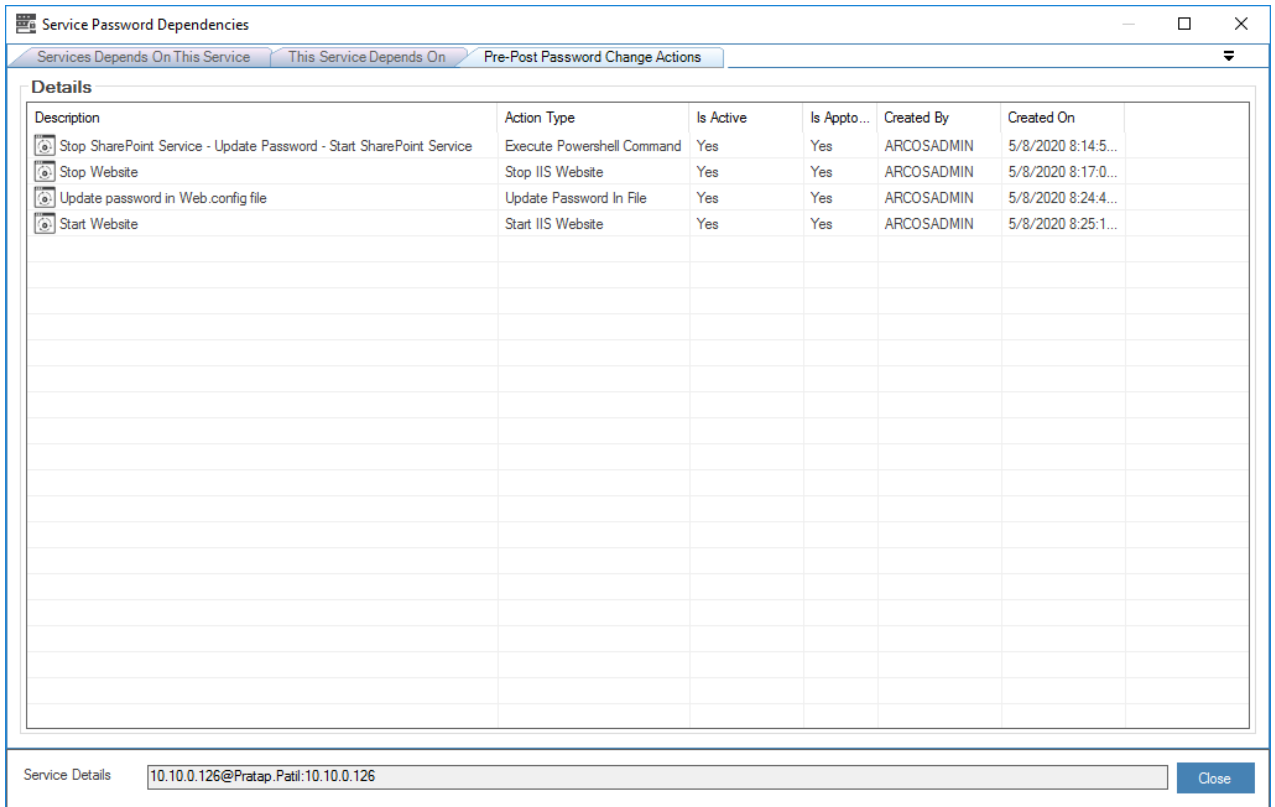 Service Password Dependencies
Services Depends On This Service This Service Depends On Pre-Post Password Change Actions
Details
Description Action Type Is Active Is Appto... Created By Created On
Stop SharePoint Service - Update Password - Start SharePoint Service Execute Powershell Command Yes Yes ARCOSADMIN 5/8/2020 8:14:5...
Stop Website Stop IIS Website Yes Yes ARCOSADMIN 5/8/2020 8:17:0...
Update password in Web.config file Update Password In File Yes Yes ARCOSADMIN 5/8/2020 8:24:4...
Start Website Start IIS Website Yes Yes ARCOSADMIN 5/8/2020 8:25:1...
Service Details 10.10.0.126@Pratap.Patil:10.10.0.126 Close